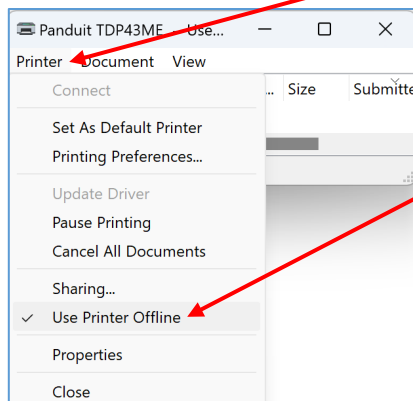 Panduit TDP43ME - Use...
Printer Document View
... Size Submitte
Connect
Set As Default Printer
Printing Preferences...
Update Driver
Pause Printing
Cancel All Documents
Sharing...
Use Printer Offline
Properties
Close